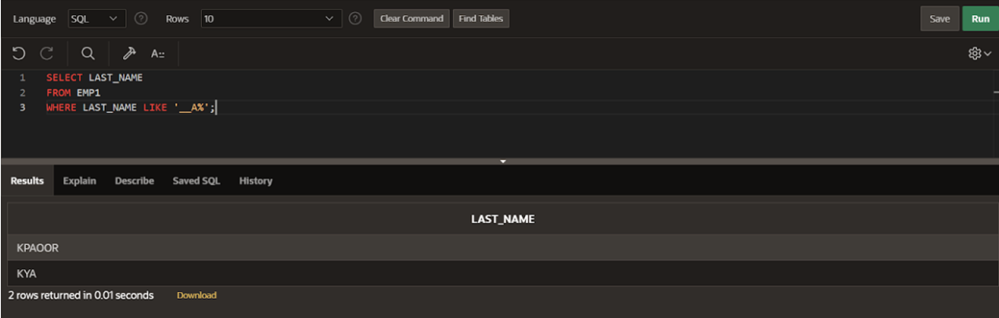 Language SQL Rows 10 Clear Command Find Tables Save Run
A::
1 SELECT LAST_NAME
2 FROM EMP1
3 WHERE LAST_NAME LIKE '__A%';
Results Explain Describe Saved SQL History
LAST_NAME
KPAOOR
KYA
2 rows returned in 0.01 seconds Download